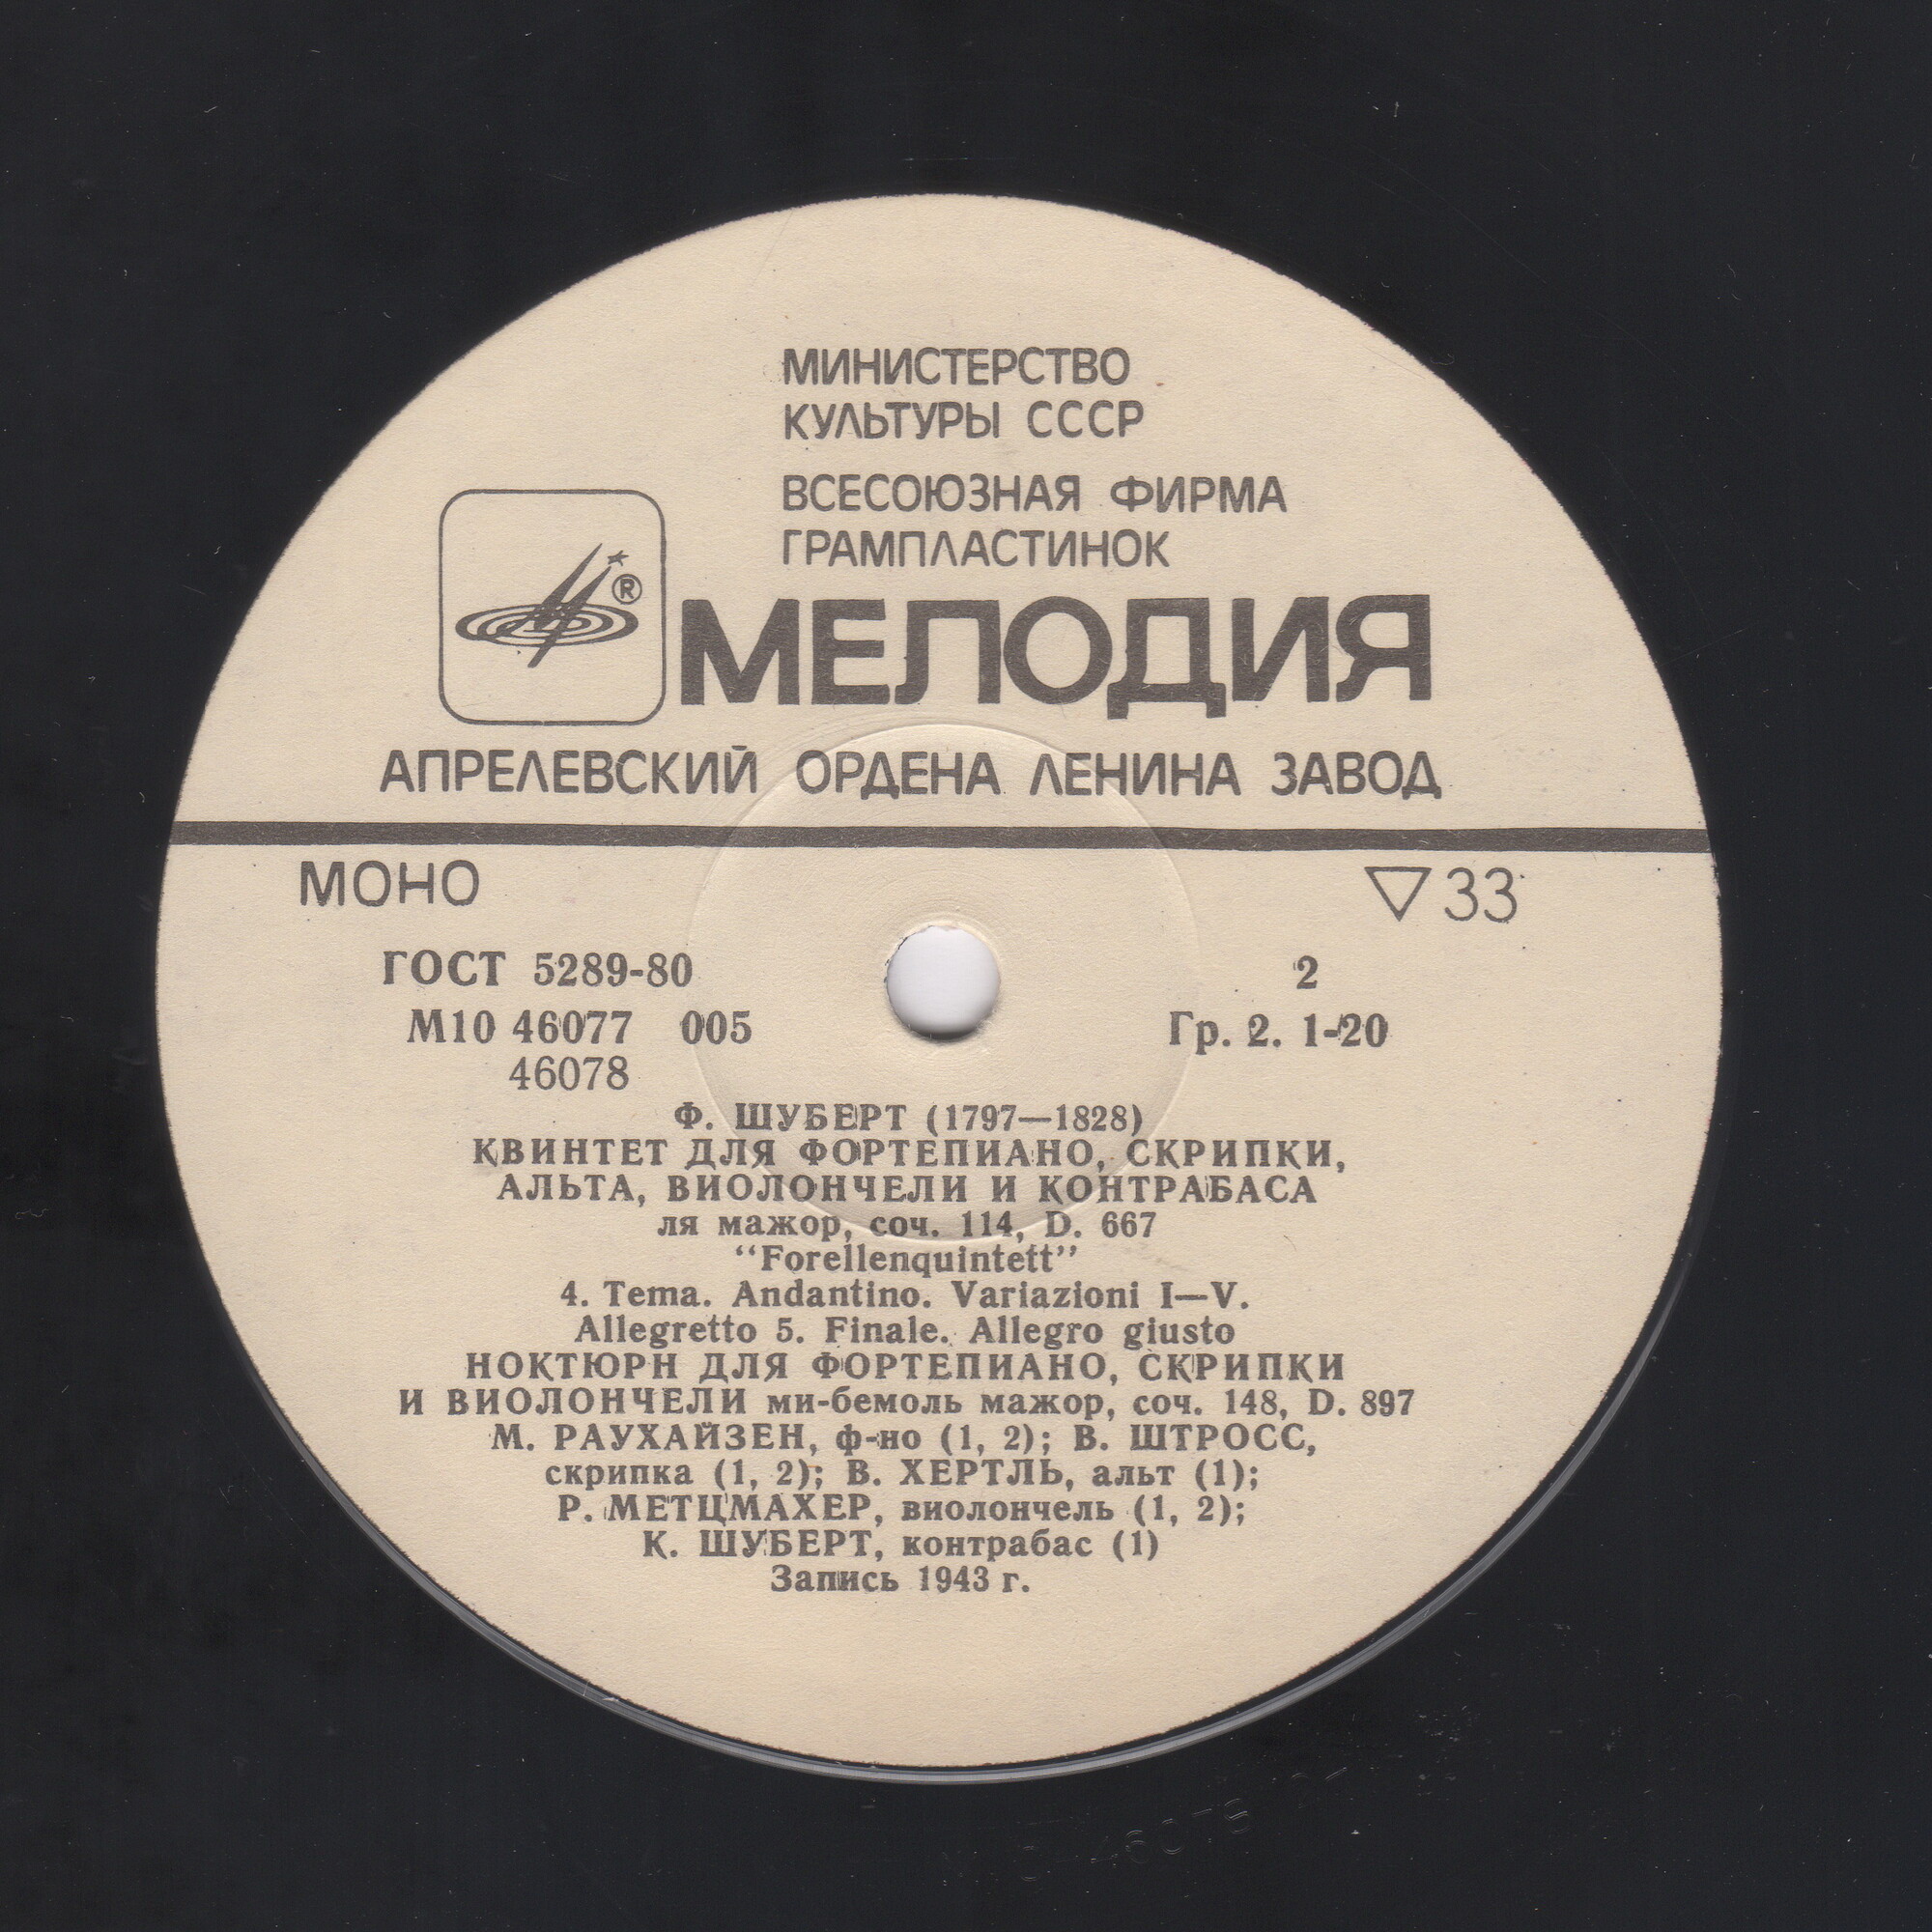 МИНИСТЕРСТВО
КУЛЬТУРЫ СССР
ВСЕСОЮЗНАЯ ФИРМА
ГРАМПЛАСТИНОК
®
МЕЛОДИЯ
АПРЕЛЕВСКИЙ ОРДЕНА ЛЕНИНА ЗАВОД
МОНО ▽33
ГОСТ 5289-80 2
М10 46077 005 Гр. 2. 1-20
46078
Ф. ШУБЕРТ (1797—1828)
КВИНТЕТ ДЛЯ ФОРТЕПИАНО, СКРИПКИ,
АЛЬТА, ВИОЛОНЧЕЛИ И КОНТРАБАСА
ля мажор, соч. 114, D. 667
“Forellenquintett”
4. Tema. Andantino. Variazioni I—V.
Allegretto 5. Finale. Allegro giusto
НОКТЮРН ДЛЯ ФОРТЕПИАНО, СКРИПКИ
И ВИОЛОНЧЕЛИ ми-бемоль мажор, соч. 148, D. 897
М. РАУХАЙЗЕН, ф-но (1, 2); В. ШТРОСС,
скрипка (1, 2); В. ХЕРТЛЬ, альт (1);
Р. МЕТЦМАХЕР, виолончель (1, 2);
К. ШУБЕРТ, контрабас (1)
Запись 1943 г.